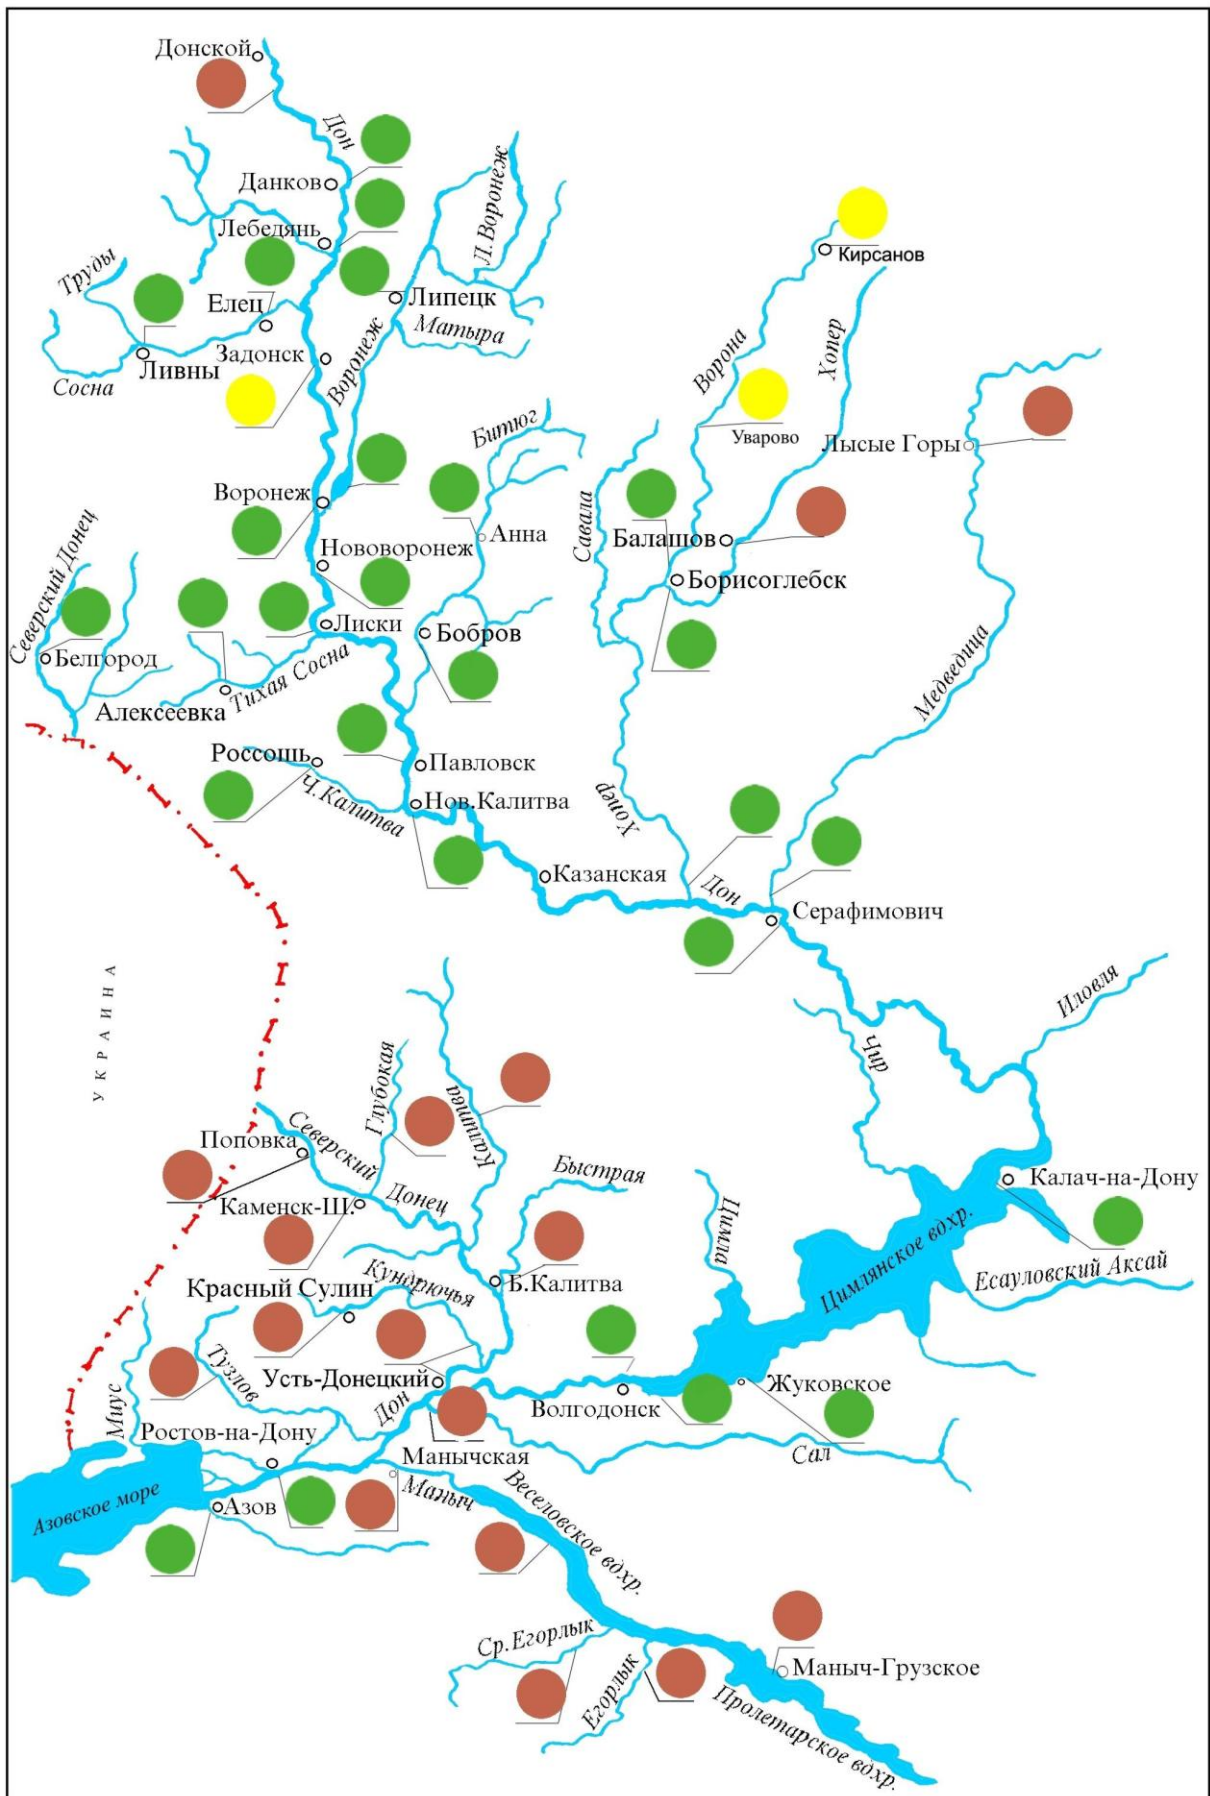 Донской
Дон
Данков
Л.Воронеж
Лебедянь
Труды
Кирсанов
Елец
Липецк
Матыра
Ворона
Хопер
Задонск
Ливны
Сосна
Воронеж
Битюг
Уварово
Лысые Горы
Воронеж
Савала
Анна
Балашов
Северский Донец
Нововоронеж
Борисоглебск
Лиски
Бобров
Белгород
Тихая Сосна
Медведица
Алексеевка
Россошь
Павловск
Ч.Калитва
Нов.Калитва
Хопер
Казанская
Дон
Серафимович
УКРАИНА
Иловля
Чир
Глубокая
Калитва
Северский
Поповка
Донец
Быстрая
Каменск-Ш.
Калач-на-Дону
Цимла
Цимлянское вдхр.
Есауловский Аксай
Кундрючья
Б.Калитва
Красный Сулин
Тузлов
Усть-Донецкий
Жуковское
Миус
Дон
Волгодонск
Ростов-на-Дону
Манычская
Сал
Азовское море
Азов
Маныч
Веселовское вдхр.
Ср.Егорлык
Егорлык
Маныч-Грузское
Пролетарское вдхр.